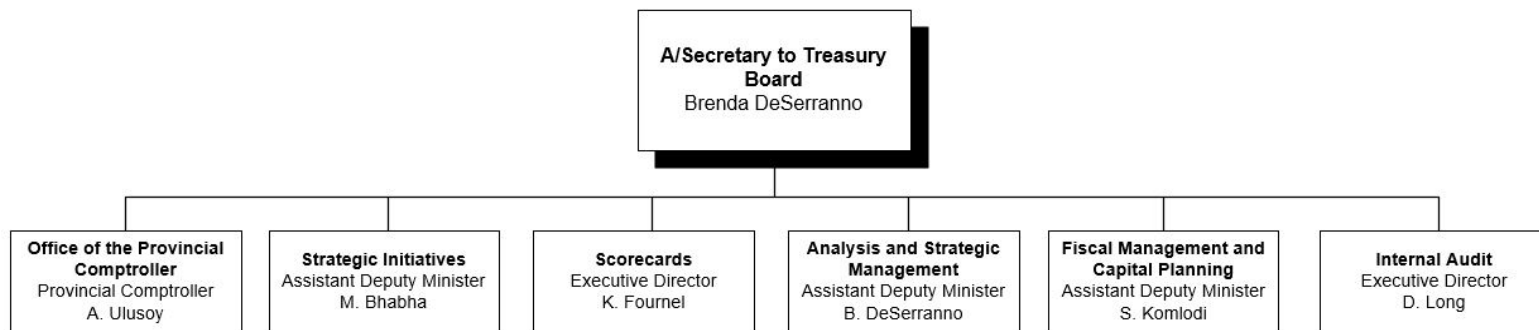 A/Secretary to Treasury
Board
Brenda DeSerranno
Office of the Provincial
Comptroller
Provincial Comptroller
A. Ulusoy
Strategic Initiatives
Assistant Deputy Minister
M. Bhabha
Scorecards
Executive Director
K. Fournel
Analysis and Strategic
Management
Assistant Deputy Minister
B. DeSerranno
Fiscal Management and
Capital Planning
Assistant Deputy Minister
S. Komlodi
Internal Audit
Executive Director
D. Long